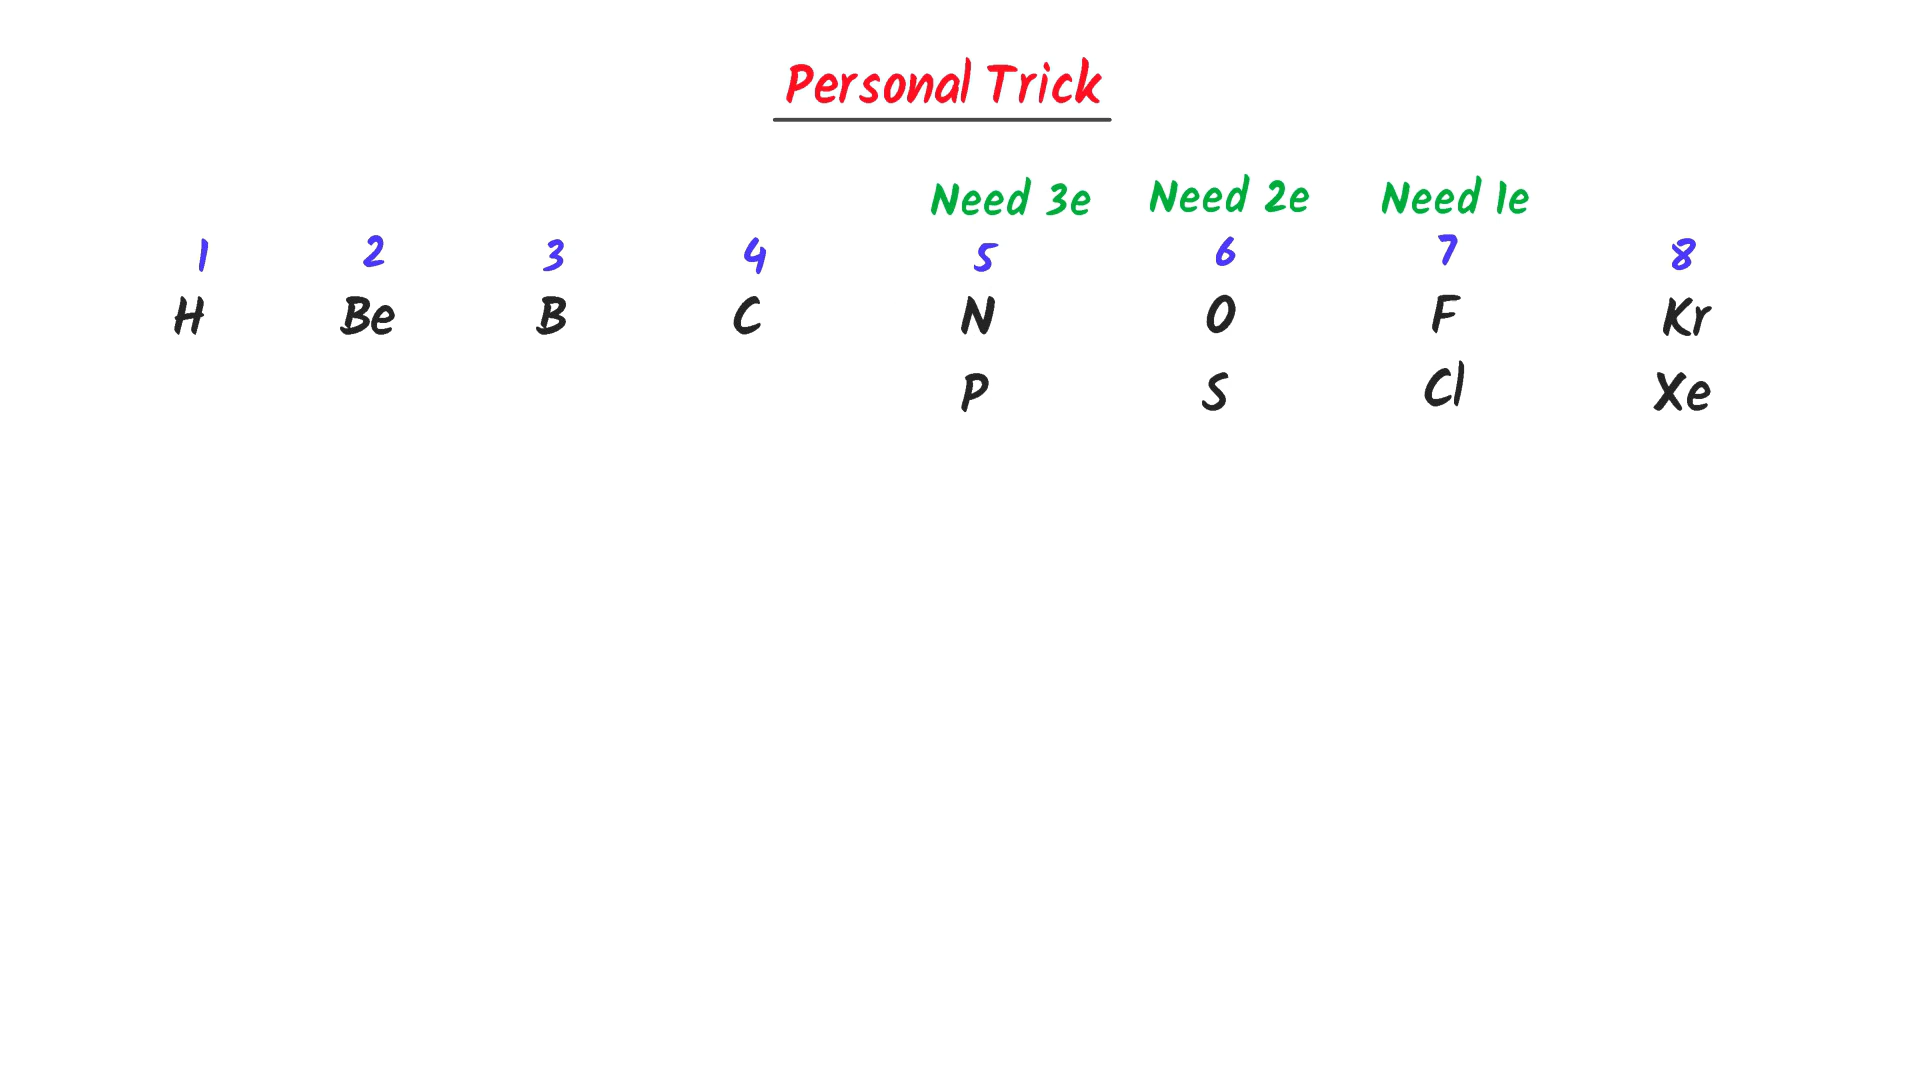 Personal Trick
Need 3e Need 2e Need 1e
1 2 3 4 5 6 7 8
H Be B C N O F Kr
P S Cl Xe